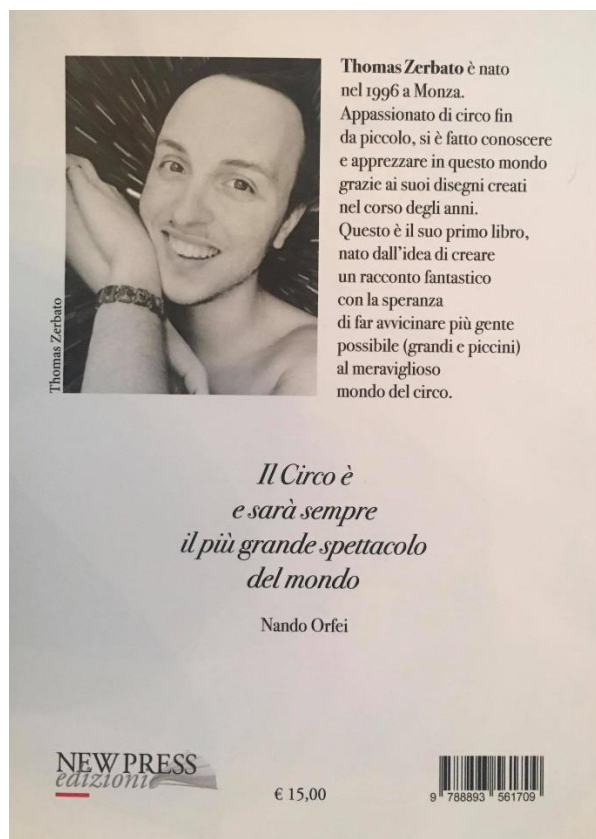 Thomas Zerbato
Thomas Zerbato è nato
nel 1996 a Monza.
Appassionato di circo fin
da piccolo, si è fatto conoscere
e apprezzare in questo mondo
grazie ai suoi disegni creati
nel corso degli anni.
Questo è il suo primo libro,
nato dall'idea di creare
un racconto fantastico
con la speranza
di far avvicinare più gente
possibile (grandi e piccini)
al meraviglioso
mondo del circo.
Il Circo è
e sarà sempre
il più grande spettacolo
del mondo
Nando Orfei
NEW PRESS
edizioni
€ 15,00
9 788893 561709